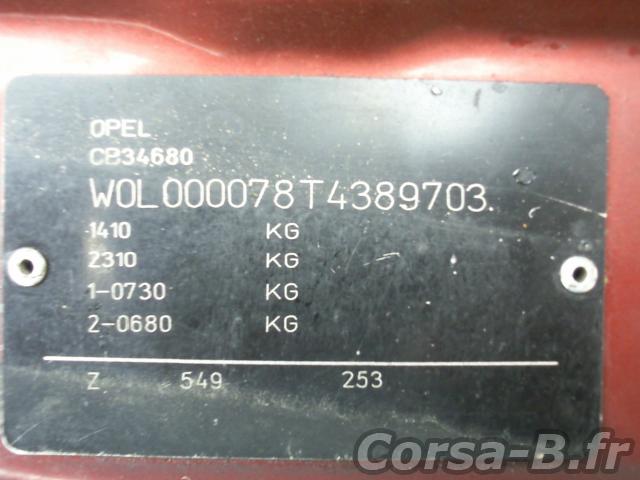 OPEL
CB34680
W0L000078T4389703
1410 KG
2310 KG
1-0730 KG
2-0680 KG
Z 549 253
Corsa-B.fr